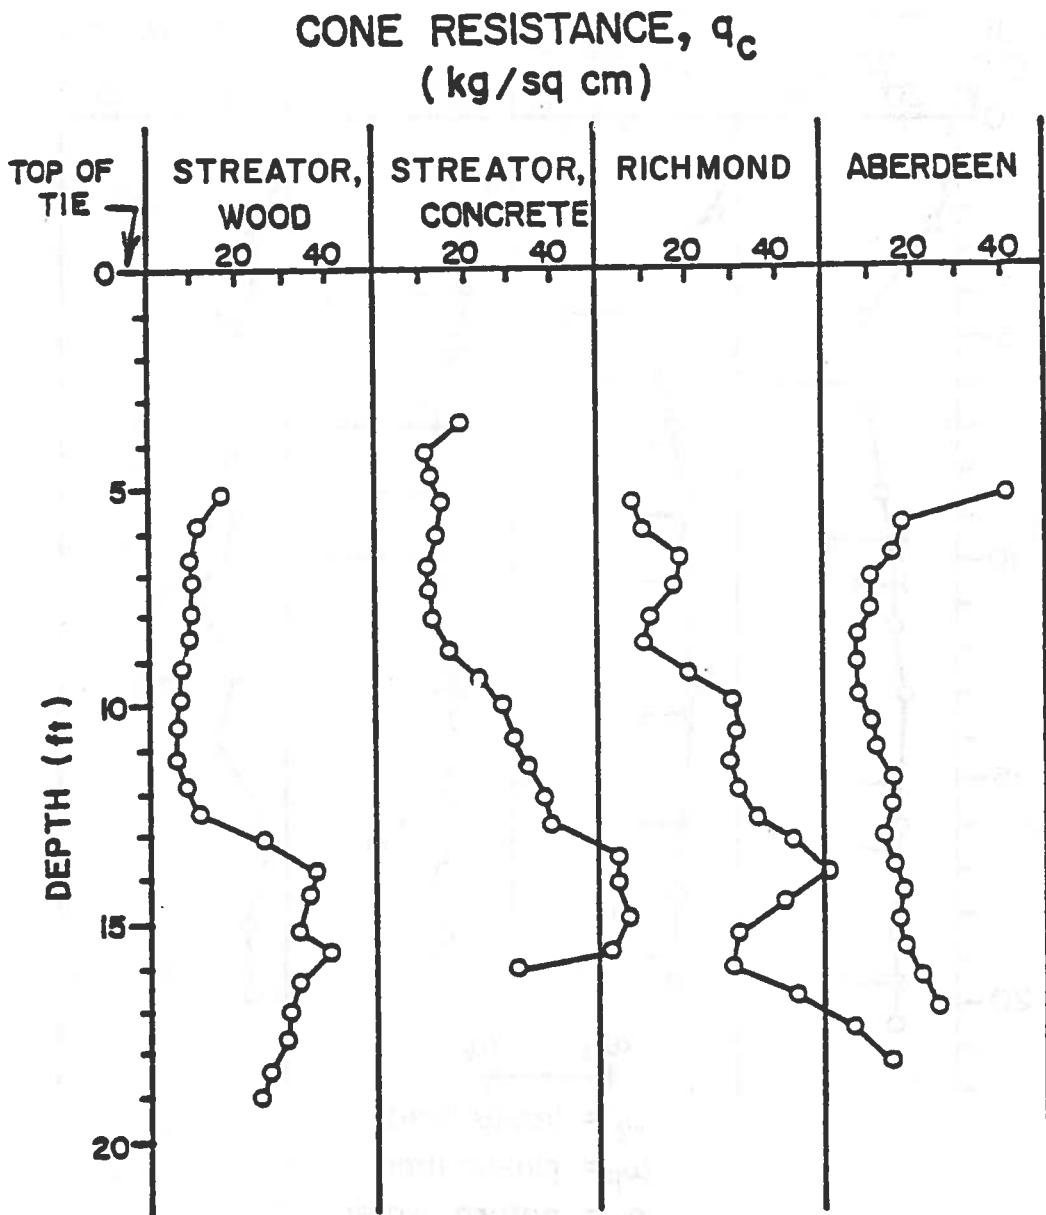 CONE RESISTANCE, qc
(kg/sq cm)
TOP OF TIE
STREATOR, WOOD
STREATOR, CONCRETE
RICHMOND
ABERDEEN
20 40 20 40 20 40 20 40
0
5
10
15
20
DEPTH (ft)